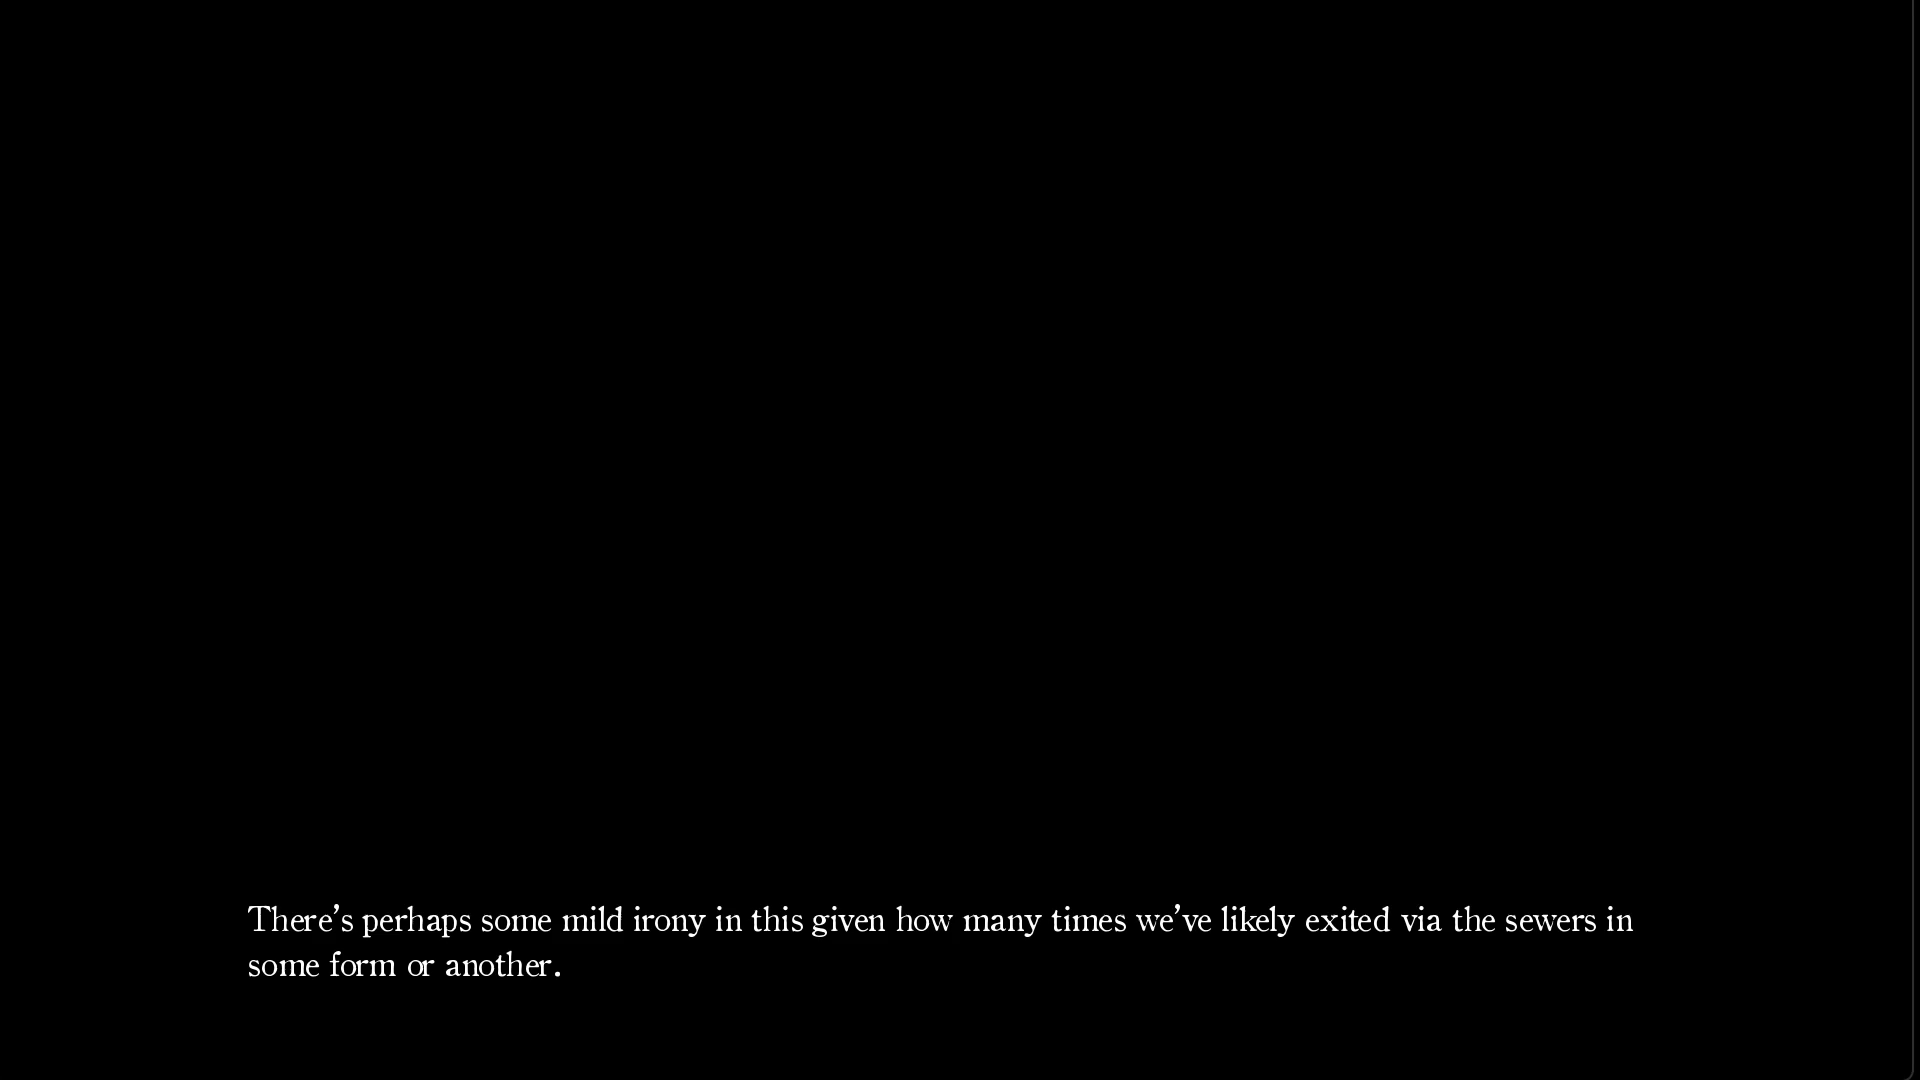 There's perhaps some mild irony in this given how many times we've likely exited via the sewers in
some form or another.